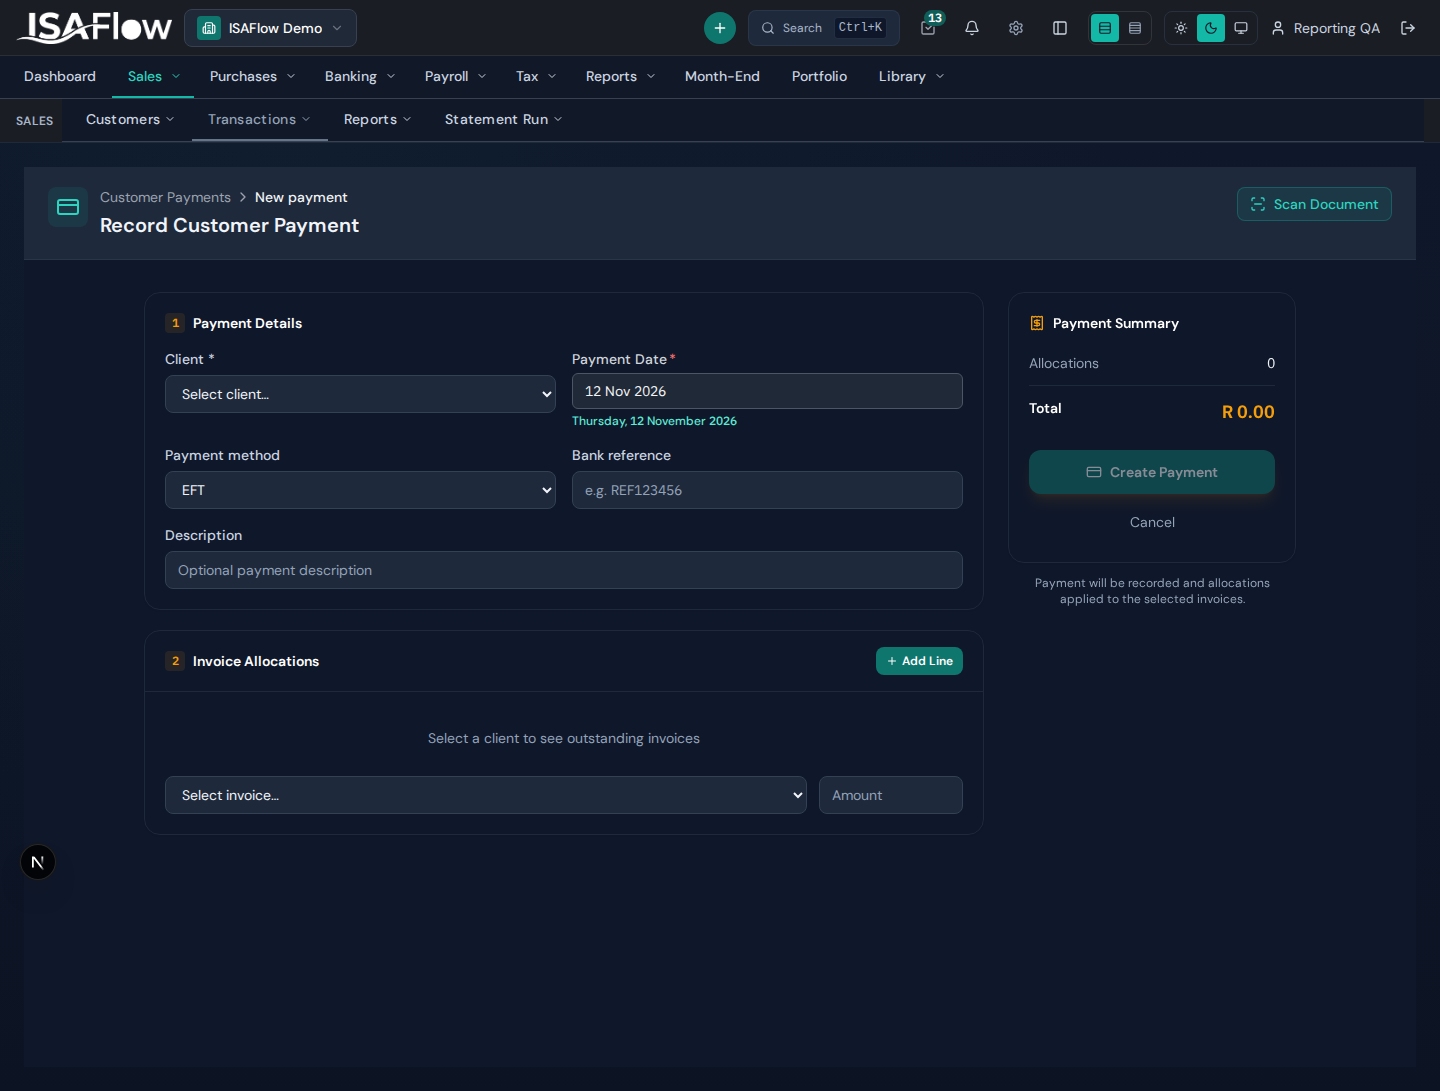 ISAFlow
ISAFlow Demo
Search Ctrl+K
13
Reporting QA
Dashboard
Sales
Purchases
Banking
Payroll
Tax
Reports
Month-End
Portfolio
Library
SALES
Customers
Transactions
Reports
Statement Run
Customer Payments > New payment
Record Customer Payment
Scan Document
1 Payment Details
Client *
Select client…
Payment Date *
12 Nov 2026
Thursday, 12 November 2026
Payment method
EFT
Bank reference
e.g. REF123456
Description
Optional payment description
Payment Summary
Allocations 0
Total R 0.00
Create Payment
Cancel
Payment will be recorded and allocations
applied to the selected invoices.
2 Invoice Allocations
+ Add Line
Select a client to see outstanding invoices
Select invoice…
Amount
N